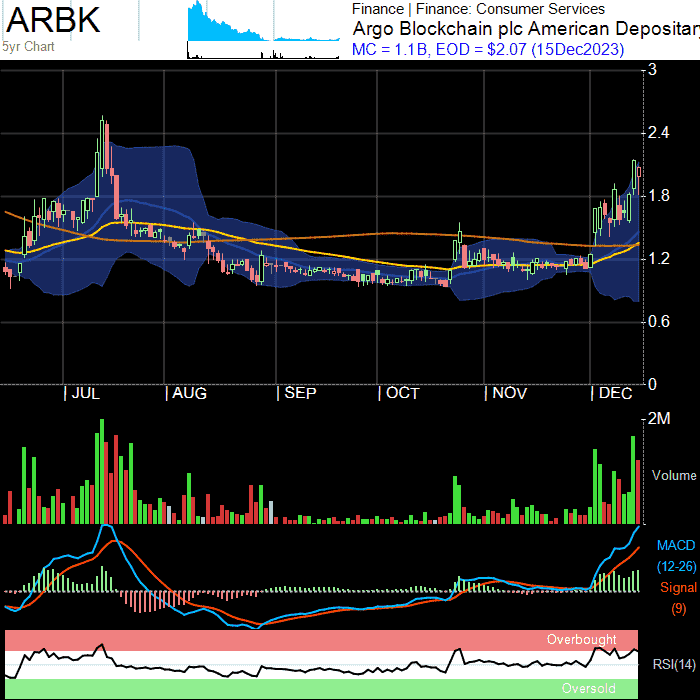 ARBK
5yr Chart
Finance | Finance: Consumer Services
Argo Blockchain plc American Depositary
MC = 1.1B, EOD = $2.07 (15Dec2023)
3
2.4
1.8
1.2
0.6
0
| JUL | AUG | SEP | OCT | NOV | DEC
2M
Volume
MACD
(12-26)
Signal
(9)
Overbought
RSI(14)
Oversold